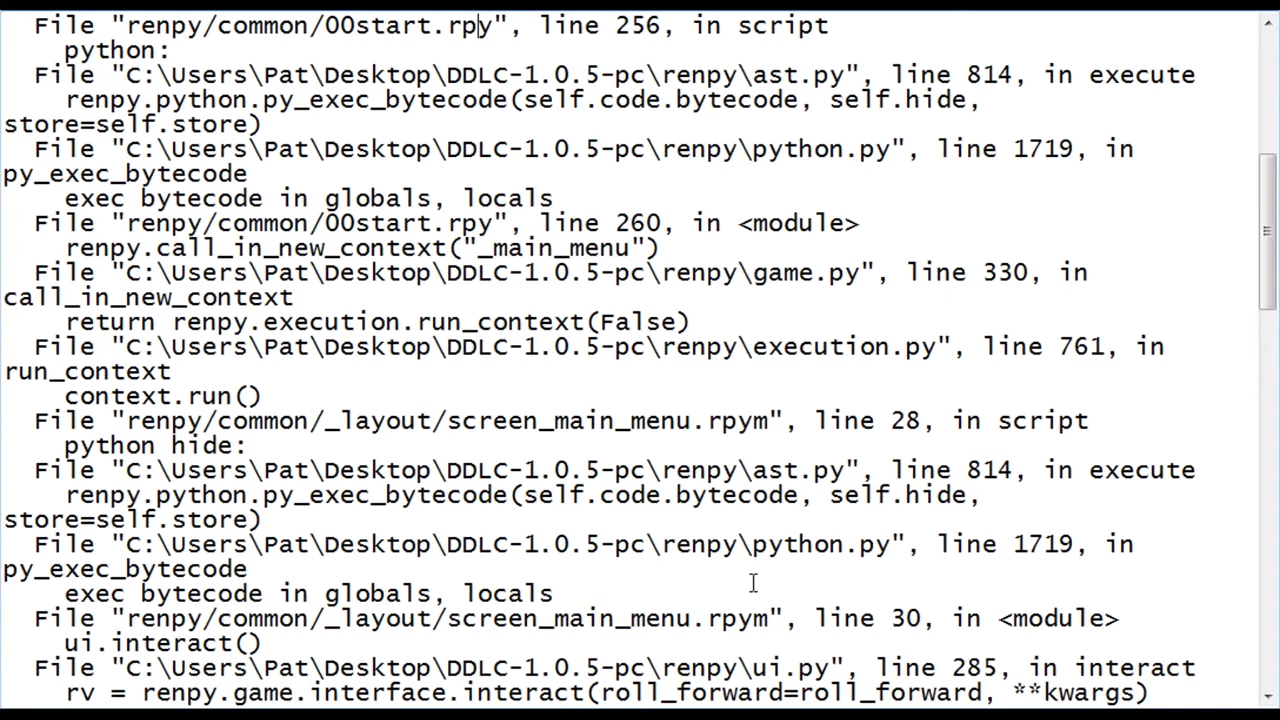 File "renpy/common/00start.rpy", line 256, in script
python:
File "C:\Users\Pat\Desktop\DDLC-1.0.5-pc\renpy\ast.py", line 814, in execute
renpy.python.py_exec_bytecode(self.code.bytecode, self.hide,
store=self.store)
File "C:\Users\Pat\Desktop\DDLC-1.0.5-pc\renpy\python.py", line 1719, in
py_exec_bytecode
exec bytecode in globals, locals
File "renpy/common/00start.rpy", line 260, in <module>
renpy.call_in_new_context("_main_menu")
File "C:\Users\Pat\Desktop\DDLC-1.0.5-pc\renpy\game.py", line 330, in
call_in_new_context
return renpy.execution.run_context(False)
File "C:\Users\Pat\Desktop\DDLC-1.0.5-pc\renpy\execution.py", line 761, in
run_context
context.run()
File "renpy/common/_layout/screen_main_menu.rpym", line 28, in script
python hide:
File "C:\Users\Pat\Desktop\DDLC-1.0.5-pc\renpy\ast.py", line 814, in execute
renpy.python.py_exec_bytecode(self.code.bytecode, self.hide,
store=self.store)
File "C:\Users\Pat\Desktop\DDLC-1.0.5-pc\renpy\python.py", line 1719, in
py_exec_bytecode
exec bytecode in globals, locals
File "renpy/common/_layout/screen_main_menu.rpym", line 30, in <module>
ui.interact()
File "C:\Users\Pat\Desktop\DDLC-1.0.5-pc\renpy\ui.py", line 285, in interact
rv = renpy.game.interface.interact(roll_forward=roll_forward, **kwargs)